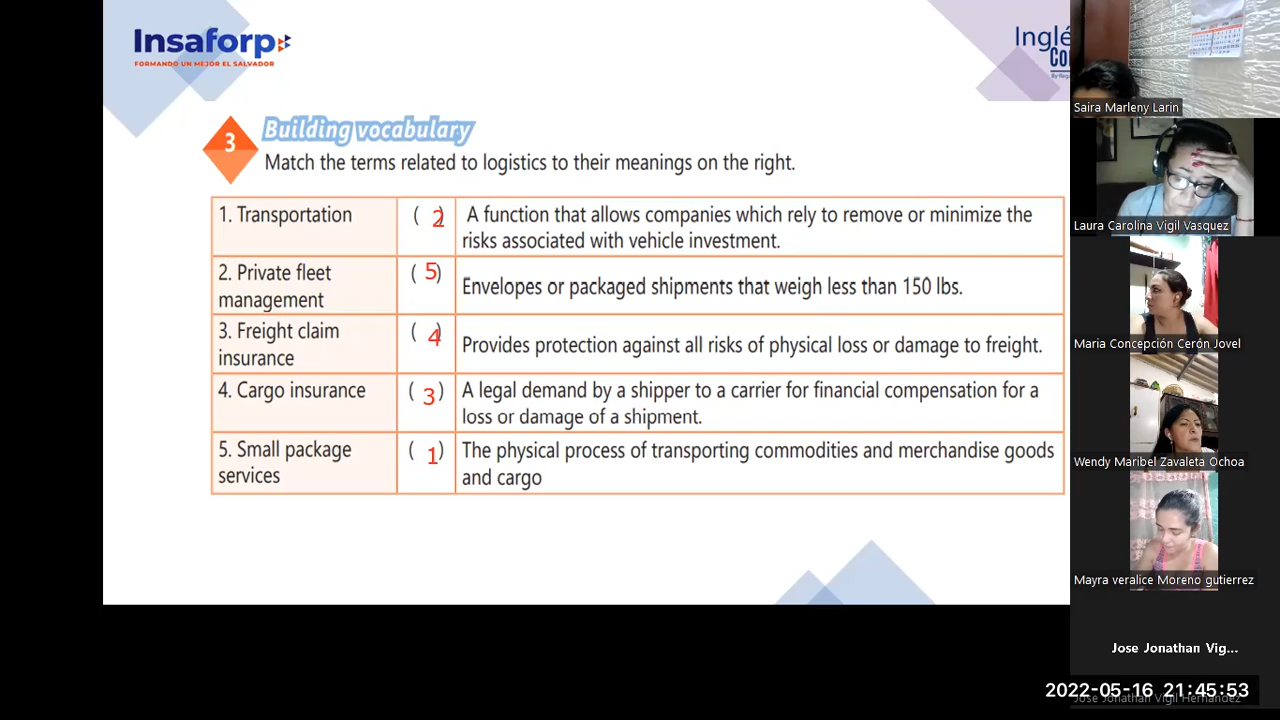 Insaforp
FORMANDO UN MEJOR EL SALVADOR
Inglé
CO
3
Building vocabulary
Match the terms related to logistics to their meanings on the right.
1. Transportation
( 2 )
A function that allows companies which rely to remove or minimize the
risks associated with vehicle investment.
2. Private fleet
management
( 5 )
Envelopes or packaged shipments that weigh less than 150 lbs.
3. Freight claim
insurance
( 4 )
Provides protection against all risks of physical loss or damage to freight.
4. Cargo insurance
( 3 )
A legal demand by a shipper to a carrier for financial compensation for a
loss or damage of a shipment.
5. Small package
services
( 1 )
The physical process of transporting commodities and merchandise goods
and cargo
Saira Marleny Larin
Laura Carolina Vigil Vasquez
Maria Concepción Cerón Jovel
Wendy Maribel Zavaleta Ochoa
Mayra veralice Moreno gutierrez
Jose Jonathan Vig...
2022-05-16 21:45:53
Jose Jonathan Vigil Hernandez